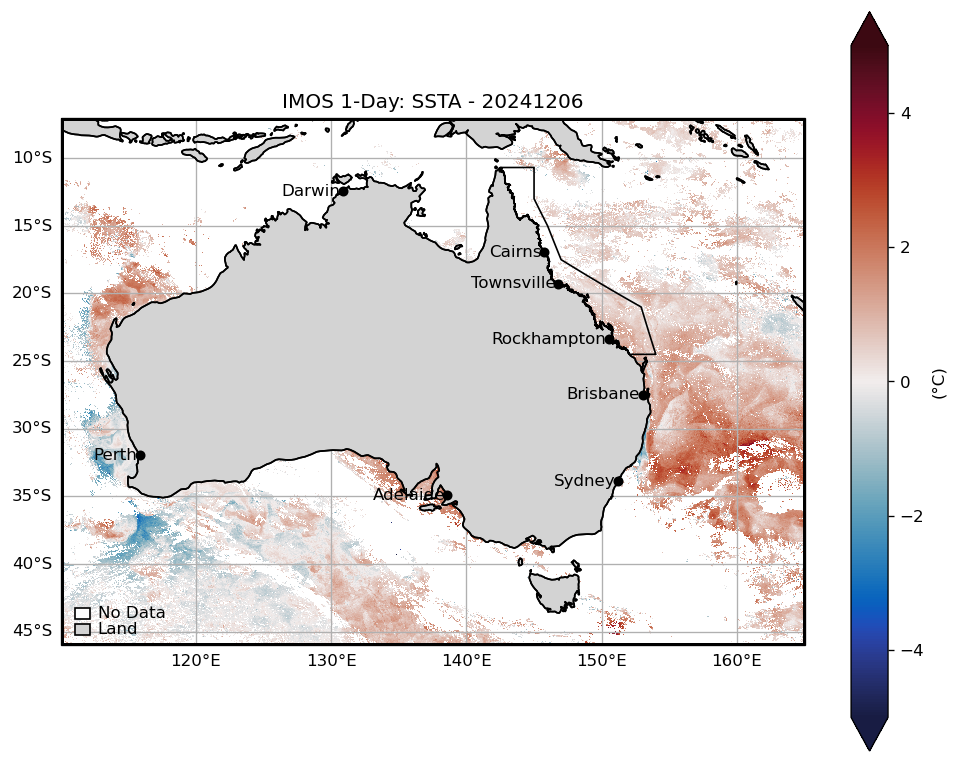 IMOS 1-Day: SSTA - 20241206
4
10°S
Darwin
15°S
Cairns
2
Townsville
20°S
Rockhampton
25°S
0
(°C)
Brisbane
30°S
Perth
Sydney
35°S
Adelaide
−2
40°S
No Data
Land
45°S
−4
120°E
130°E
140°E
150°E
160°E